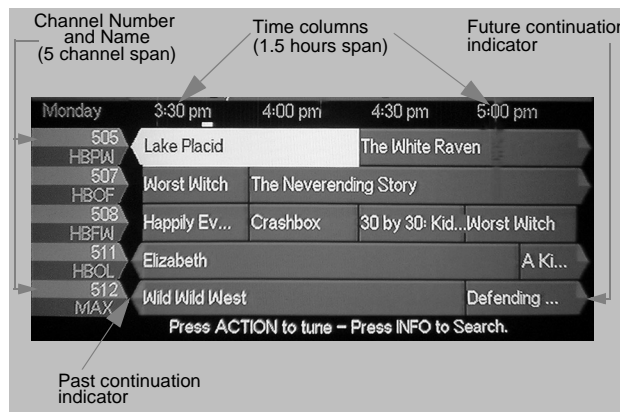 Channel Number
and Name
(5 channel span)
Time columns
(1.5 hours span)
Future continuation
indicator
Monday 3:30 pm 4:00 pm 4:30 pm 5:00 pm
505 HBPW Lake Placid The White Raven
507 HBOF Worst Witch The Neverending Story
508 HBFW Happily Ev... Crashbox 30 by 30: Kid... Worst Witch
511 HBOL Elizabeth A Ki...
512 MAX Wild Wild West Defending ...
Press ACTION to tune – Press INFO to Search.
Past continuation
indicator